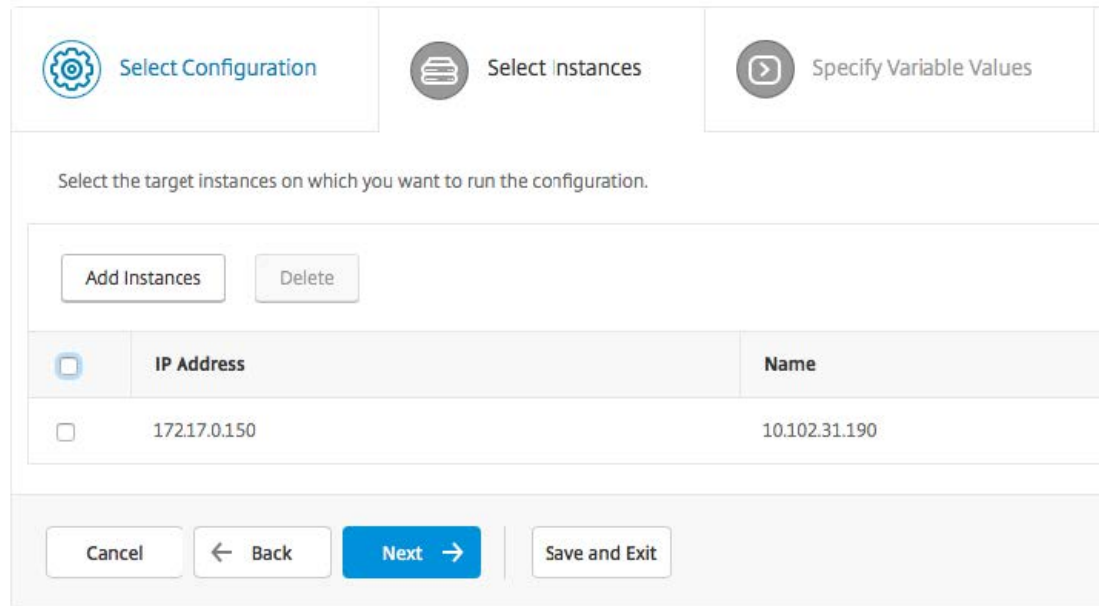 Select Configuration
Select Instances
Specify Variable Values
Select the target instances on which you want to run the configuration.
Add Instances
Delete
IP Address
Name
172.17.0.150
10.102.31.190
Cancel
← Back
Next →
Save and Exit